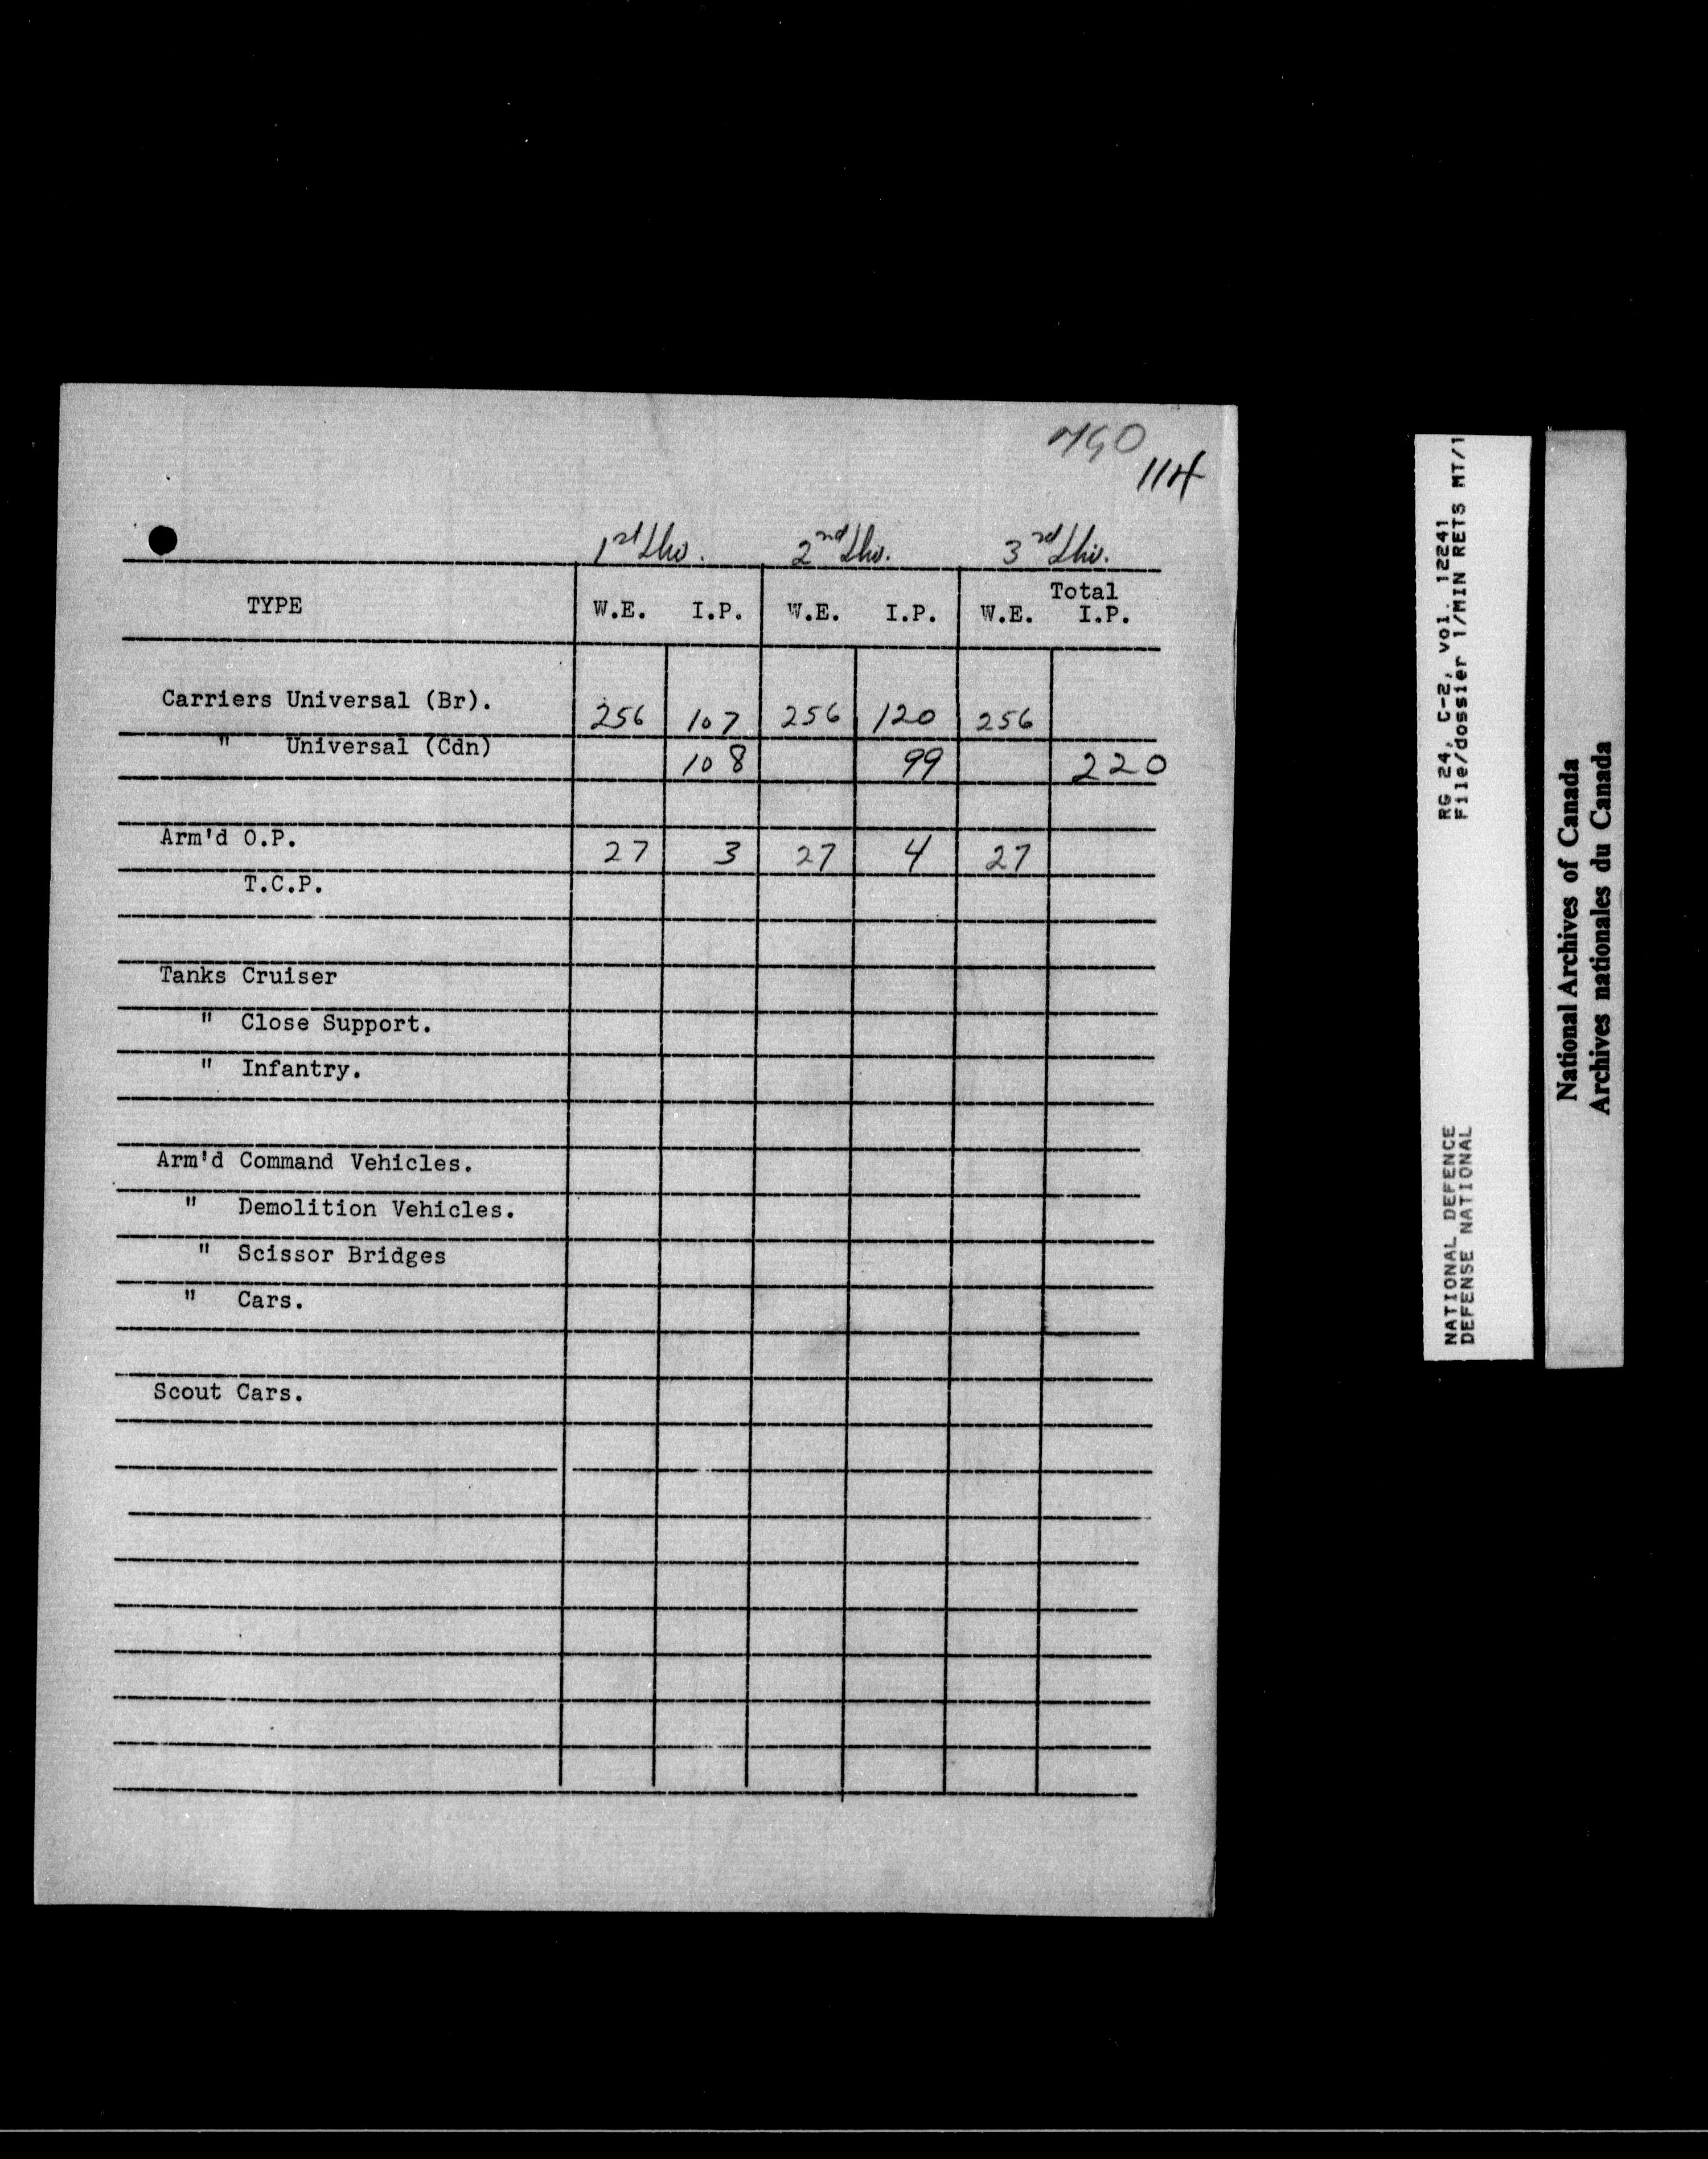 MGO
114
1st Div. 2nd Div. 3rd Div.
TYPE W.E. I.P. W.E. I.P. W.E. Total I.P.
Carriers Universal (Br). 256 107 256 120 256
" Universal (Cdn) 108 99 220
Arm'd O.P. 27 3 27 4 27
T.C.P.
Tanks Cruiser
" Close Support.
" Infantry.
Arm'd Command Vehicles.
" Demolition Vehicles.
" Scissor Bridges
" Cars.
Scout Cars.
NATIONAL DEFENCE RG 24, C-2, vol. 12241
DEFENSE NATIONAL File/dossier 1/MIN RETS MT/1
National Archives of Canada
Archives nationales du Canada